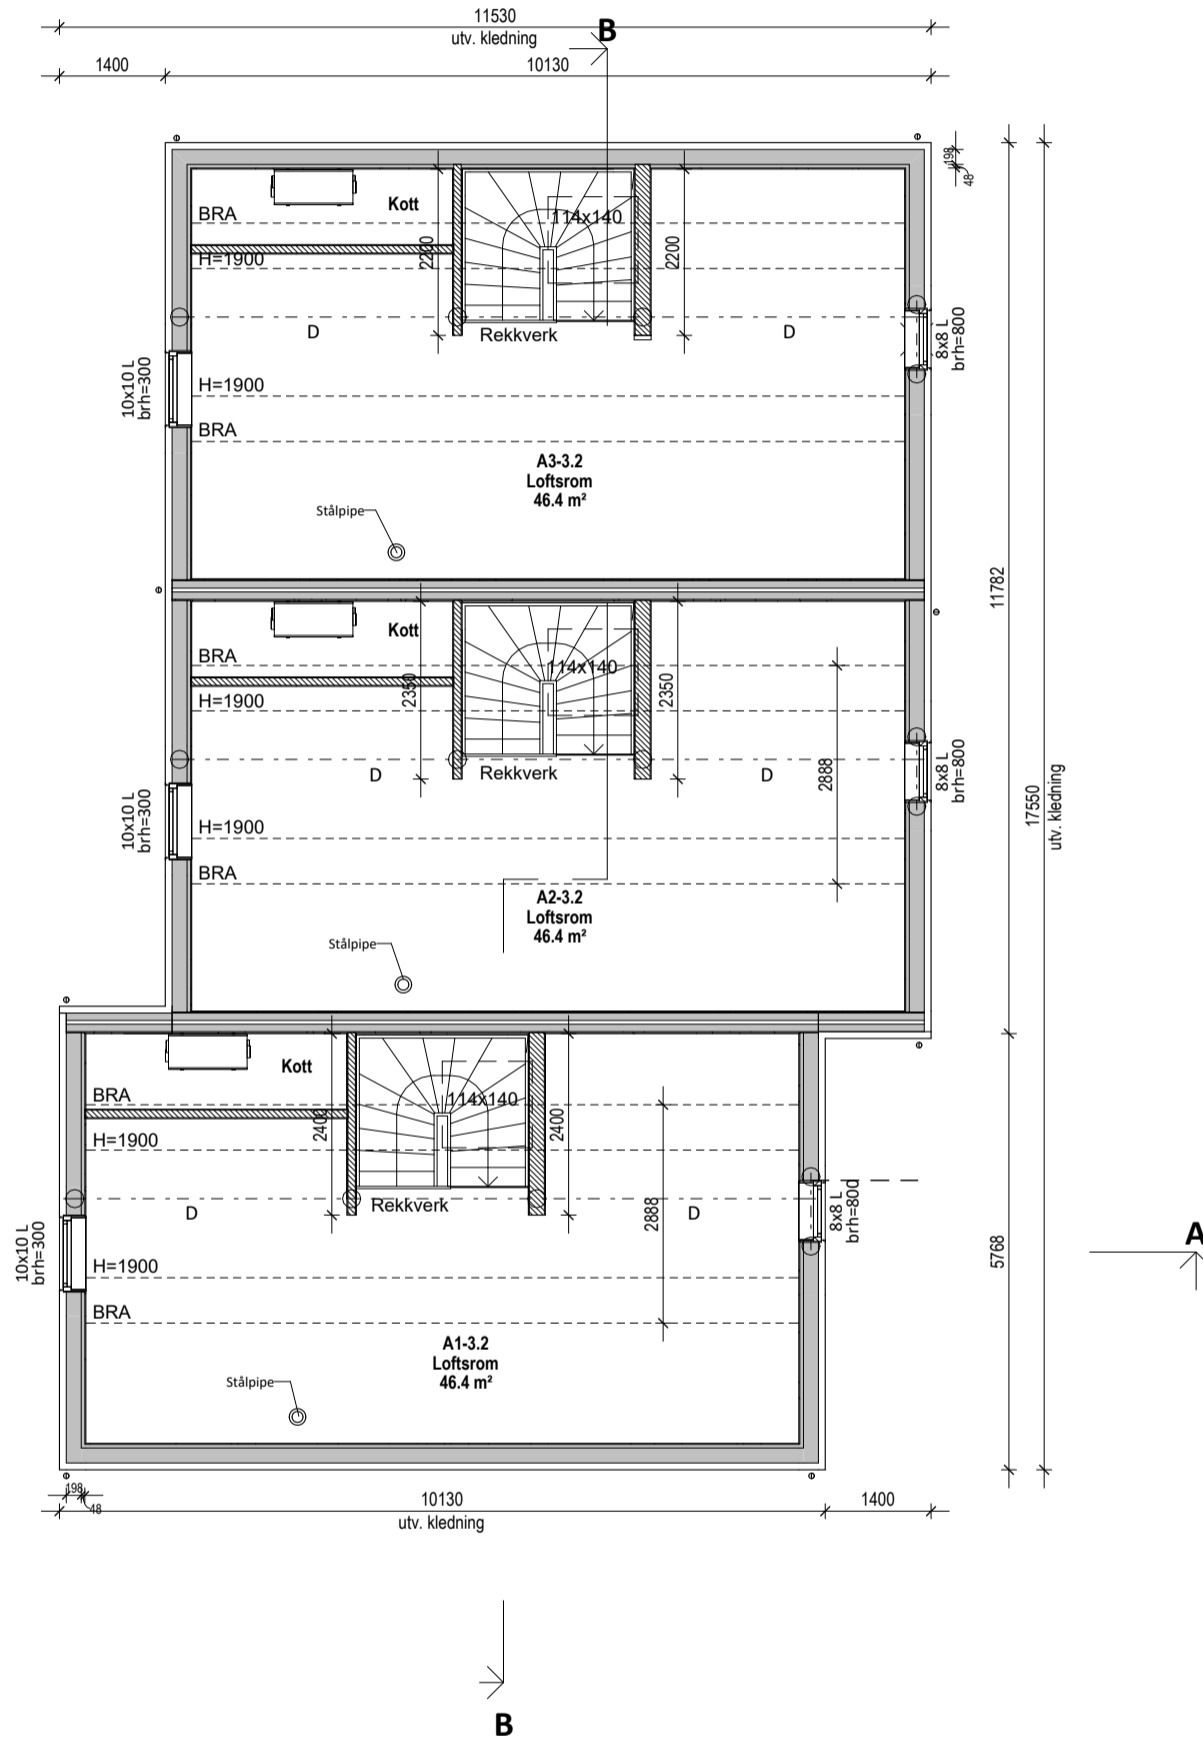 11530
utv. kledning
B
1400
10130
198
48
Kott
BRA
114x140
2200
2200
H=1900
Rekkverk
D
D
8x8 L
brh=800
10x10 L
brh=300
H=1900
BRA
A3-3.2
Loftsrom
46.4 m²
Stålpipe
11782
Kott
BRA
114x140
2350
2350
H=1900
Rekkverk
D
D
2888
8x8 L
brh=800
17550
utv. kledning
10x10 L
brh=300
H=1900
BRA
A2-3.2
Loftsrom
46.4 m²
Stålpipe
Kott
BRA
114x140
2400
2400
H=1900
Rekkverk
D
D
2888
8x8 L
brh=800
10x10 L
brh=300
5768
A
H=1900
BRA
A1-3.2
Loftsrom
46.4 m²
Stålpipe
198
48
10130
utv. kledning
1400
B